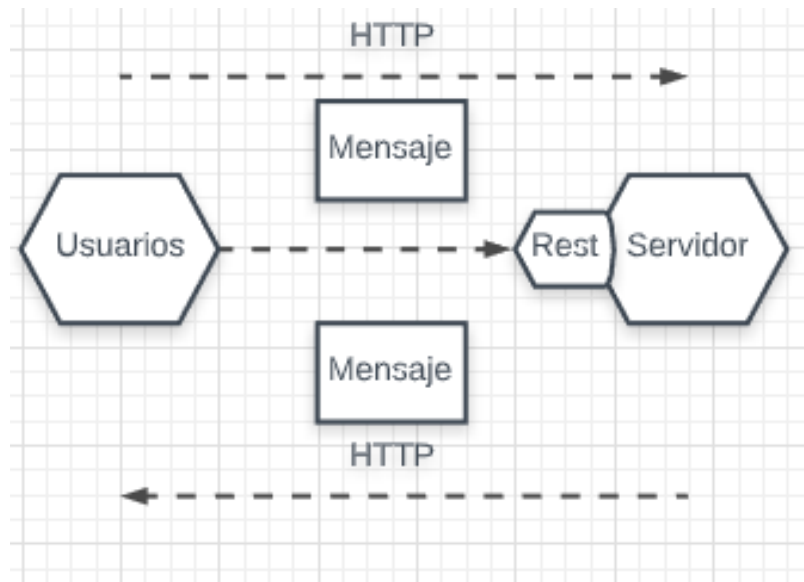 HTTP
Mensaje
Usuarios
Rest
Servidor
Mensaje
HTTP